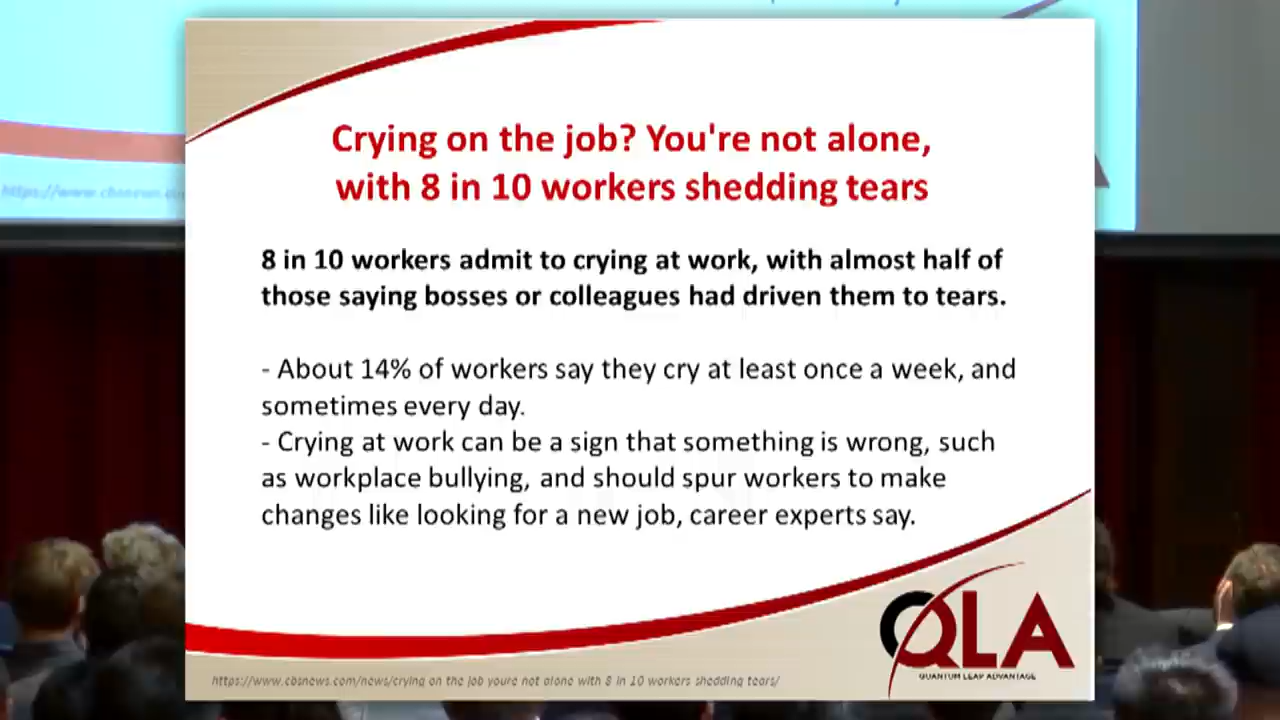 Crying on the job? You're not alone,
with 8 in 10 workers shedding tears
8 in 10 workers admit to crying at work, with almost half of
those saying bosses or colleagues had driven them to tears.
- About 14% of workers say they cry at least once a week, and
sometimes every day.
- Crying at work can be a sign that something is wrong, such
as workplace bullying, and should spur workers to make
changes like looking for a new job, career experts say.
QLA
QUANTUM LEAP ADVANTAGE
https://www.cbsnews.com/news/crying on the job youre not alone with 8 in 10 workers shedding tears/
https://www.cbsnews